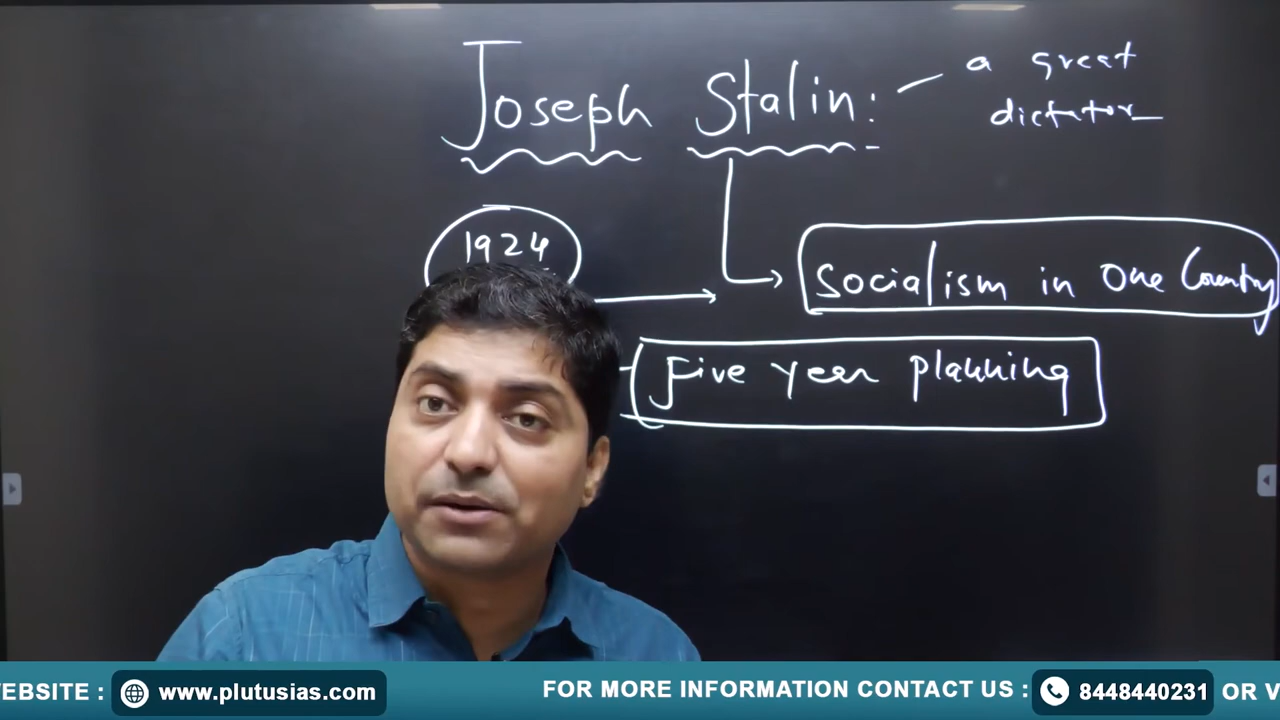 Joseph Stalin: — a great
dictator
1924
Socialism in One Country
Five Year Planning
WEBSITE : www.plutusias.com
FOR MORE INFORMATION CONTACT US : 8448440231 OR V